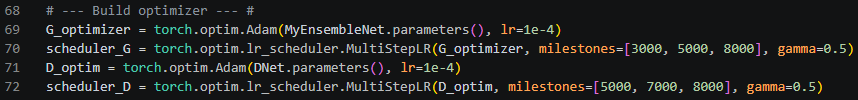 68 # --- Build optimizer --- #
69 G_optimizer = torch.optim.Adam(MyEnsembleNet.parameters(), lr=1e-4)
70 scheduler_G = torch.optim.lr_scheduler.MultiStepLR(G_optimizer, milestones=[3000, 5000, 8000], gamma=0.5)
71 D_optim = torch.optim.Adam(DNet.parameters(), lr=1e-4)
72 scheduler_D = torch.optim.lr_scheduler.MultiStepLR(D_optim, milestones=[5000, 7000, 8000], gamma=0.5)